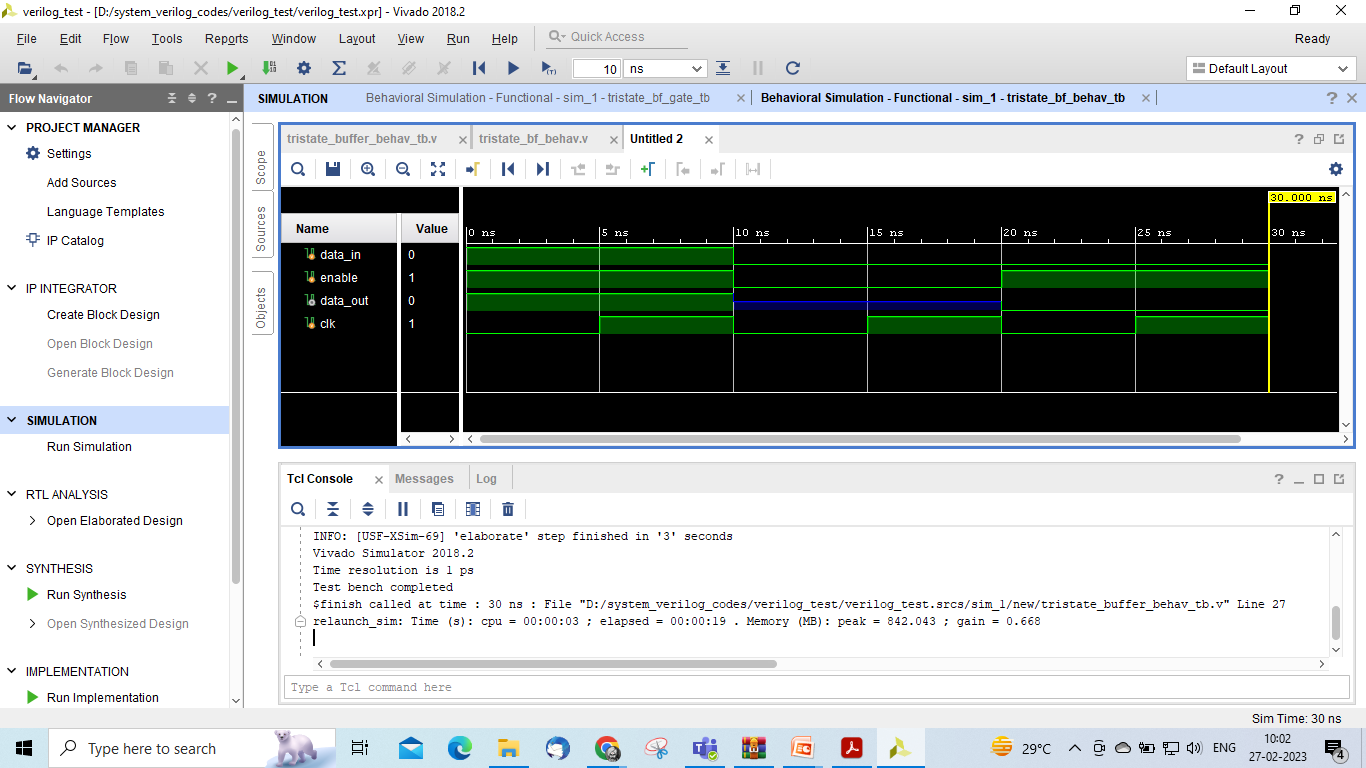 verilog_test - [D:/system_verilog_codes/verilog_test/verilog_test.xpr] - Vivado 2018.2
File Edit Flow Tools Reports Window Layout View Run Help Quick Access Ready
10 ns Default Layout
Flow Navigator
PROJECT MANAGER
Settings
Add Sources
Language Templates
IP Catalog
IP INTEGRATOR
Create Block Design
Open Block Design
Generate Block Design
SIMULATION
Run Simulation
RTL ANALYSIS
Open Elaborated Design
SYNTHESIS
Run Synthesis
Open Synthesized Design
IMPLEMENTATION
Run Implementation
SIMULATION Behavioral Simulation - Functional - sim_1 - tristate_bf_gate_tb Behavioral Simulation - Functional - sim_1 - tristate_bf_behav_tb
Scope
Sources
Objects
tristate_buffer_behav_tb.v tristate_bf_behav.v Untitled 2
30.000 ns
Name Value 0 ns 5 ns 10 ns 15 ns 20 ns 25 ns 30 ns
data_in 0
enable 1
data_out 0
clk 1
Tcl Console Messages Log
INFO: [USF-XSim-69] 'elaborate' step finished in '3' seconds
Vivado Simulator 2018.2
Time resolution is 1 ps
Test bench completed
$finish called at time : 30 ns : File "D:/system_verilog_codes/verilog_test/verilog_test.srcs/sim_1/new/tristate_buffer_behav_tb.v" Line 27
relaunch_sim: Time (s): cpu = 00:00:03 ; elapsed = 00:00:19 . Memory (MB): peak = 842.043 ; gain = 0.668
Type a Tcl command here
Sim Time: 30 ns
Type here to search
29°C
ENG
10:02
27-02-2023
4